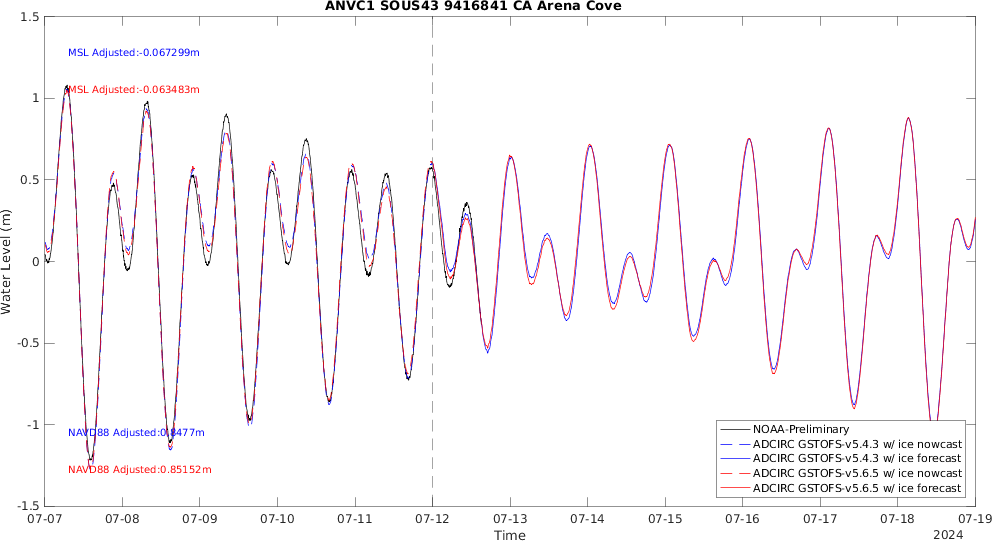 ANVC1 SOUS43 9416841 CA Arena Cove
1.5
1
0.5
0
-0.5
-1
-1.5
Water Level (m)
MSL Adjusted:-0.067299m
MSL Adjusted:-0.063483m
NAVD88 Adjusted:0.8477m
NAVD88 Adjusted:0.85152m
NOAA-Preliminary
ADCIRC GSTOFS-v5.4.3 w/ ice nowcast
ADCIRC GSTOFS-v5.4.3 w/ ice forecast
ADCIRC GSTOFS-v5.6.5 w/ ice nowcast
ADCIRC GSTOFS-v5.6.5 w/ ice forecast
07-07 07-08 07-09 07-10 07-11 07-12 07-13 07-14 07-15 07-16 07-17 07-18 07-19
Time
2024